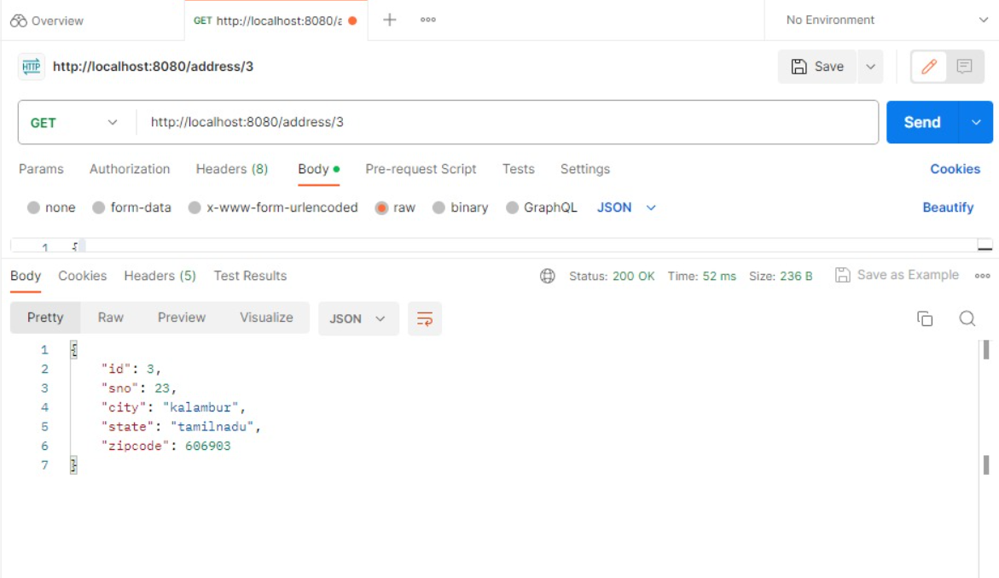 Overview GET http://localhost:8080/a No Environment
HTTP http://localhost:8080/address/3 Save
GET http://localhost:8080/address/3 Send
Params Authorization Headers (8) Body Pre-request Script Tests Settings Cookies
none form-data x-www-form-urlencoded raw binary GraphQL JSON Beautify
1 {
Body Cookies Headers (5) Test Results Status: 200 OK Time: 52 ms Size: 236 B Save as Example
Pretty Raw Preview Visualize JSON
1 {
2 "id": 3,
3 "sno": 23,
4 "city": "kalambur",
5 "state": "tamilnadu",
6 "zipcode": 606903
7 }